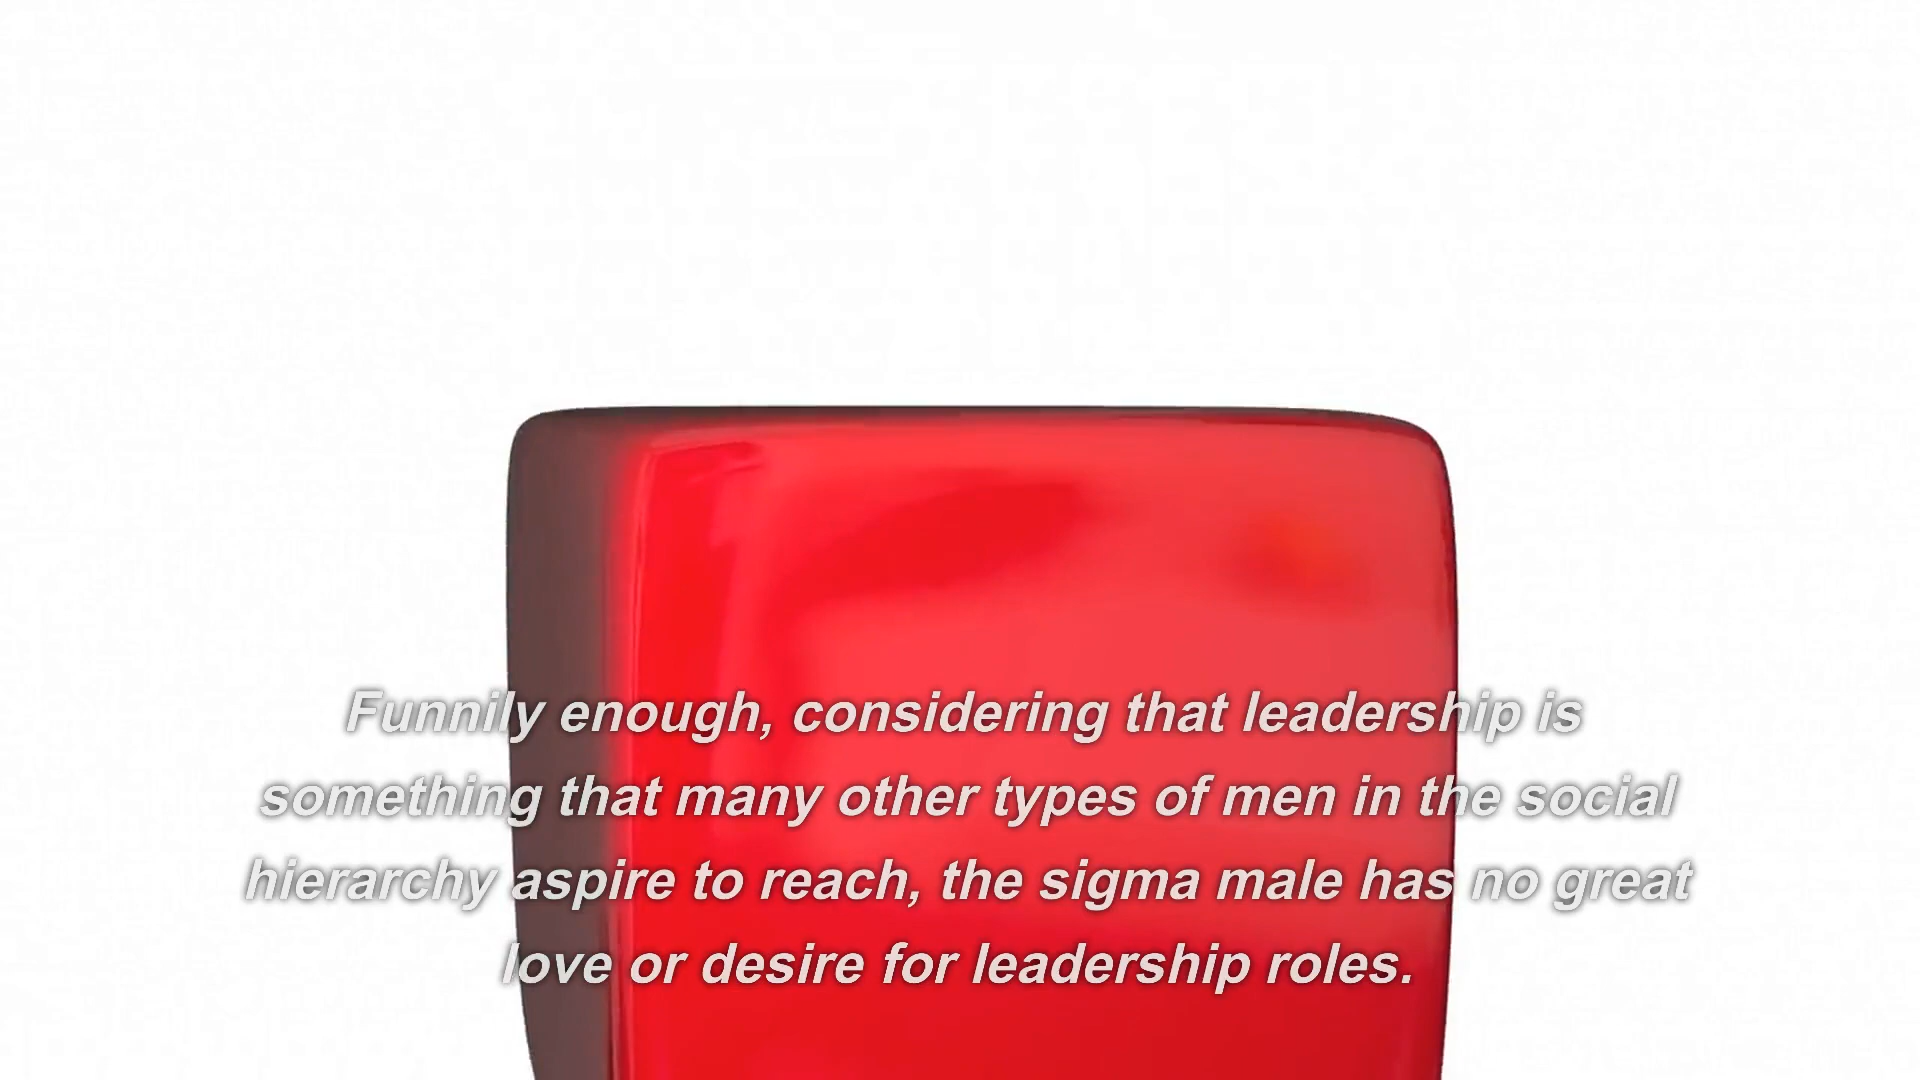 Funnily enough, considering that leadership is
something that many other types of men in the social
hierarchy aspire to reach, the sigma male has no great
love or desire for leadership roles.